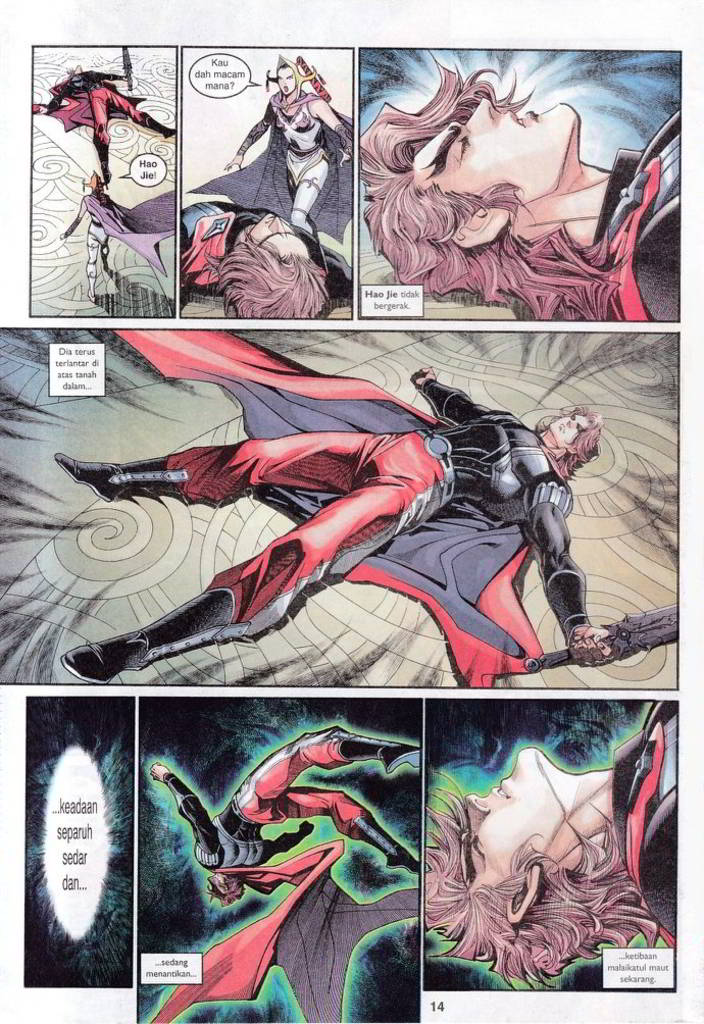 Hao
Jie!
Kau
dah macam
mana?
Hao Jie tidak
bergerak.
Dia terus
terlantar di
atas tanah
dalam...
...keadaan
separuh
sedar
dan...
...sedang
menantikan...
...ketibaan
malaikatul maut
sekarang.
14